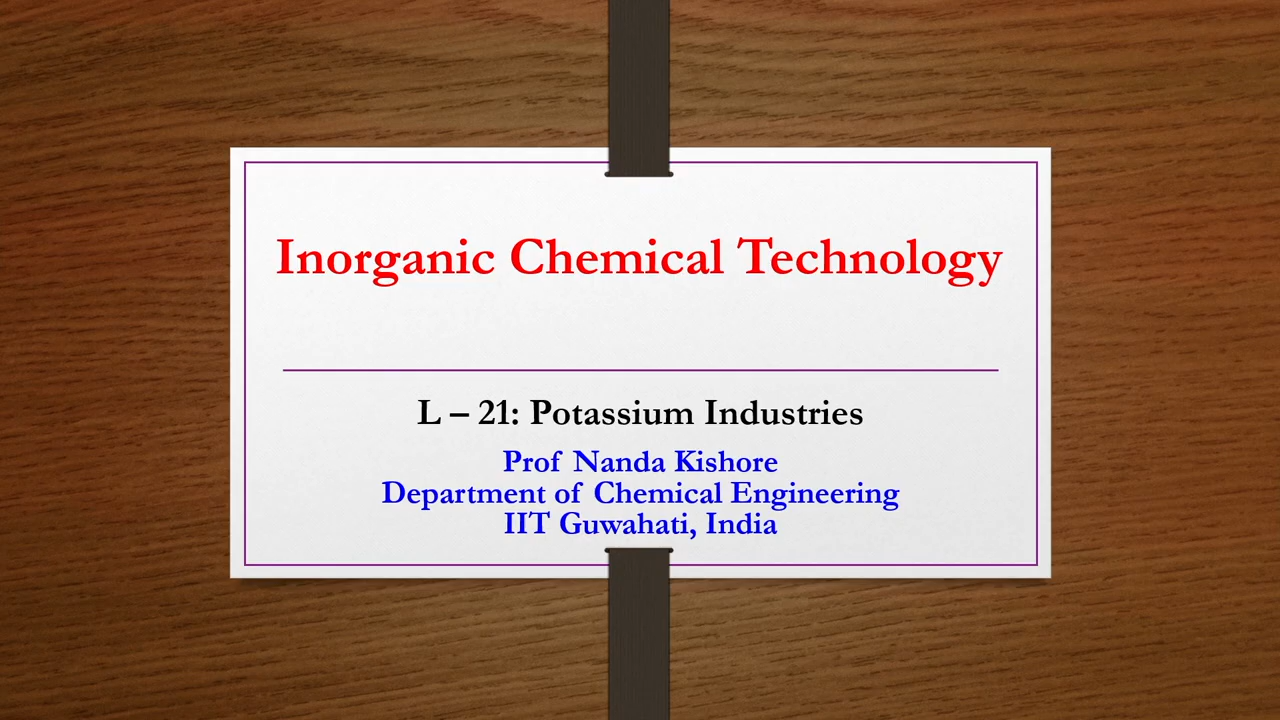 Inorganic Chemical Technology
L – 21: Potassium Industries
Prof Nanda Kishore
Department of Chemical Engineering
IIT Guwahati, India